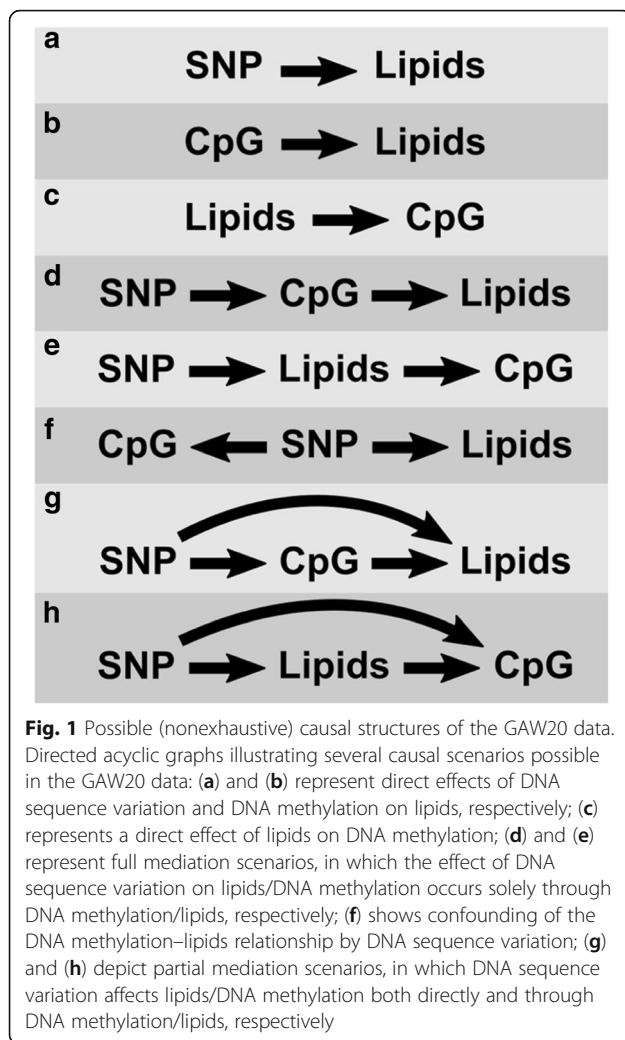 a
SNP → Lipids
b
CpG → Lipids
c
Lipids → CpG
d
SNP → CpG → Lipids
e
SNP → Lipids → CpG
f
CpG ← SNP → Lipids
g
SNP → CpG → Lipids
h
SNP → Lipids → CpG
Fig. 1 Possible (nonexhaustive) causal structures of the GAW20 data.
Directed acyclic graphs illustrating several causal scenarios possible
in the GAW20 data: (a) and (b) represent direct effects of DNA
sequence variation and DNA methylation on lipids, respectively; (c)
represents a direct effect of lipids on DNA methylation; (d) and (e)
represent full mediation scenarios, in which the effect of DNA
sequence variation on lipids/DNA methylation occurs solely through
DNA methylation/lipids, respectively; (f) shows confounding of the
DNA methylation–lipids relationship by DNA sequence variation; (g)
and (h) depict partial mediation scenarios, in which DNA sequence
variation affects lipids/DNA methylation both directly and through
DNA methylation/lipids, respectively